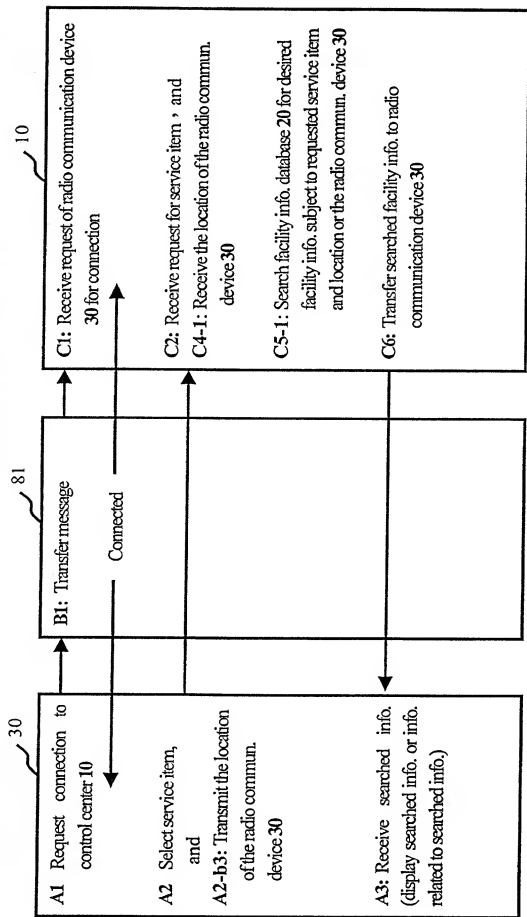 30
A1 Request connection to
control center 10
A2 Select service item,
and
A2-b3: Transmit the location
of the radio commun.
device 30
A3: Receive searched info.
(display searched info. or info.
related to searched info.)
81
B1: Transfer message
Connected
10
C1: Receive request of radio communication device
30 for connection
C2: Receive request for service item, and
C4-1: Receive the location of the radio commun.
device 30
C5-1: Search facility info. database 20 for desired
facility info. subject to requested service item
and location or the radio commun. device 30
C6: Transfer searched facility info. to radio
communication device 30